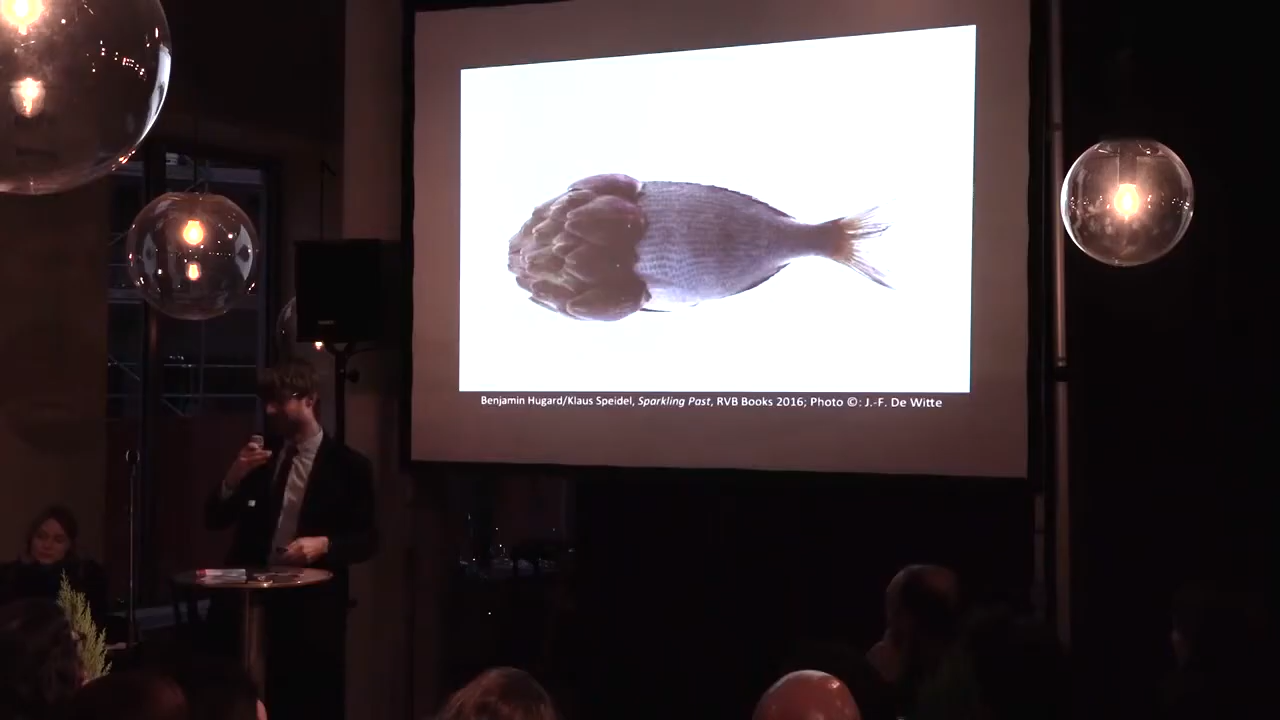 Benjamin Hugard/Klaus Speidel, Sparkling Past, RVB Books 2016; Photo ©: J.-F. De Witte